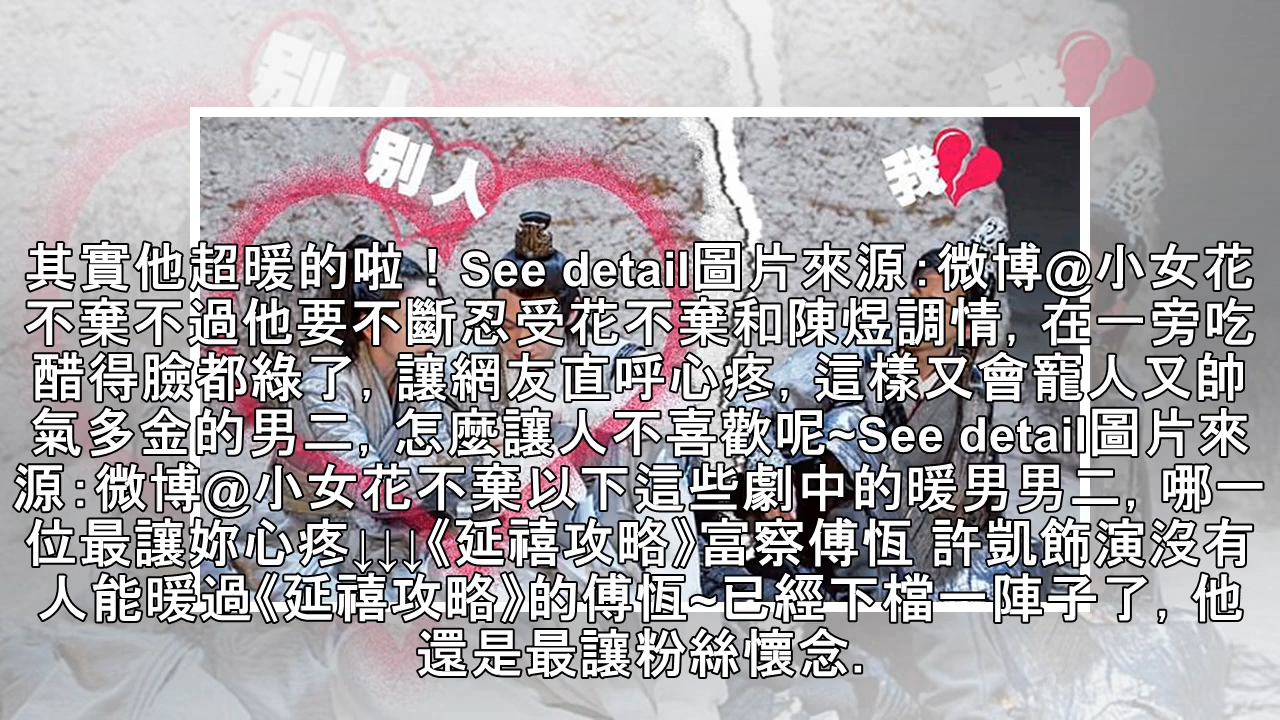 别人
我
别人
我
其實他超暖的啦！See detail圖片來源:微博@小女花
不棄不過他要不斷忍受花不棄和陳煜調情, 在一旁吃
醋得臉都綠了, 讓網友直呼心疼, 這樣又會寵人又帥
氣多金的男二, 怎麼讓人不喜歡呢~See detail圖片來
源:微博@小女花不棄以下這些劇中的暖男男二, 哪一
位最讓妳心疼↓↓↓《延禧攻略》富察傅恆 許凱飾演沒有
人能暖過《延禧攻略》的傅恆~已經下檔一陣子了, 他
還是最讓粉絲懷念.